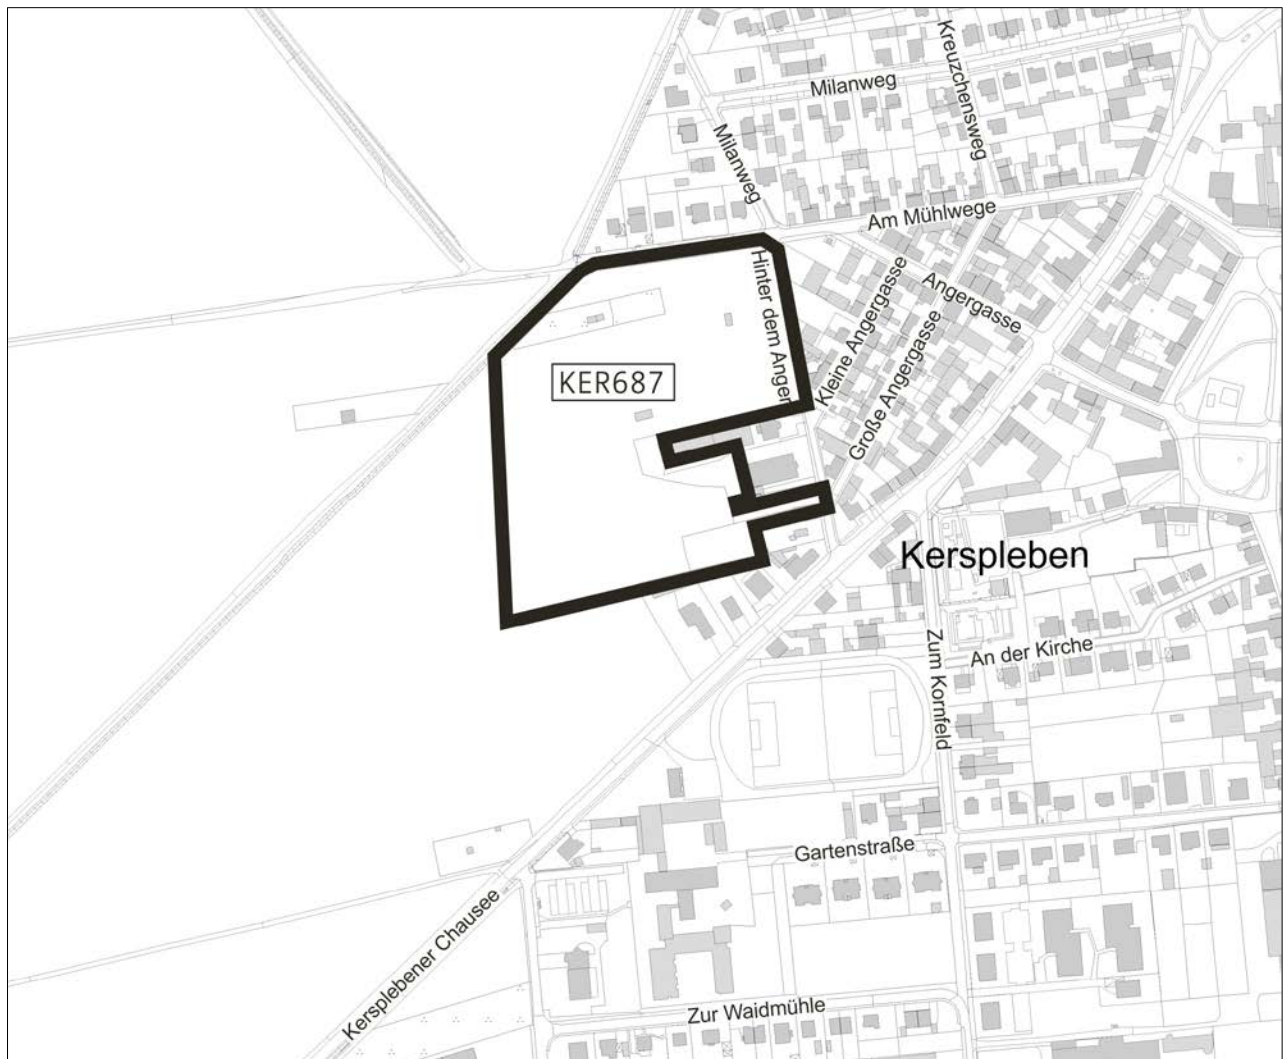 Kreuzchensweg
Milanweg
Milanweg
Am Mühlwege
Hinter dem Anger
Angergasse
Kleine Angergasse
Große Angergasse
KER687
Kerspleben
An der Kirche
Zum Kornfeld
Gartenstraße
Kersplebener Chausee
Zur Waidmühle